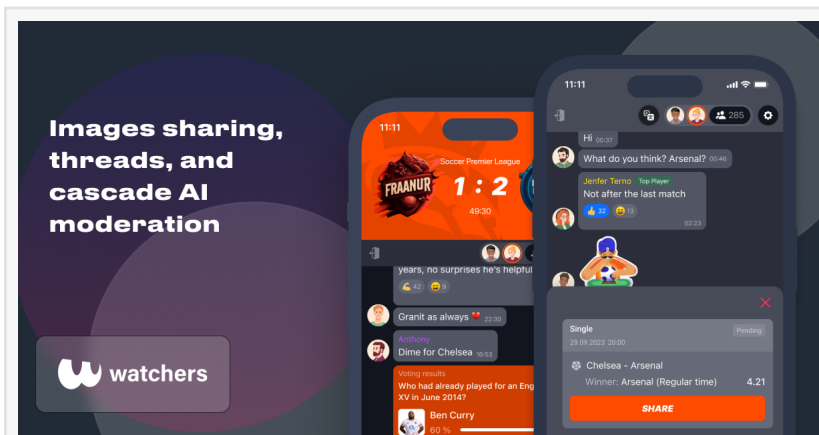 Images sharing,
threads, and
cascade AI
moderation
watchers
11:11
Soccer Premier League
FRAANUR
1 : 2
49:30
years, no surprises he's helpful
42 9
Granit as always 22:30
Anthony
Dime for Chelsea 16:53
Voting results
Who had already played for an Eng
XV in June 2014?
Ben Curry
60 %
11:11
285
Hi 00:37
What do you think? Arsenal? 00:46
Jenfer Terno Top Player
Not after the last match
32 13
02:23
Single Pending
29.09.2023 20:00
Chelsea - Arsenal
Winner: Arsenal (Regular time) 4.21
SHARE